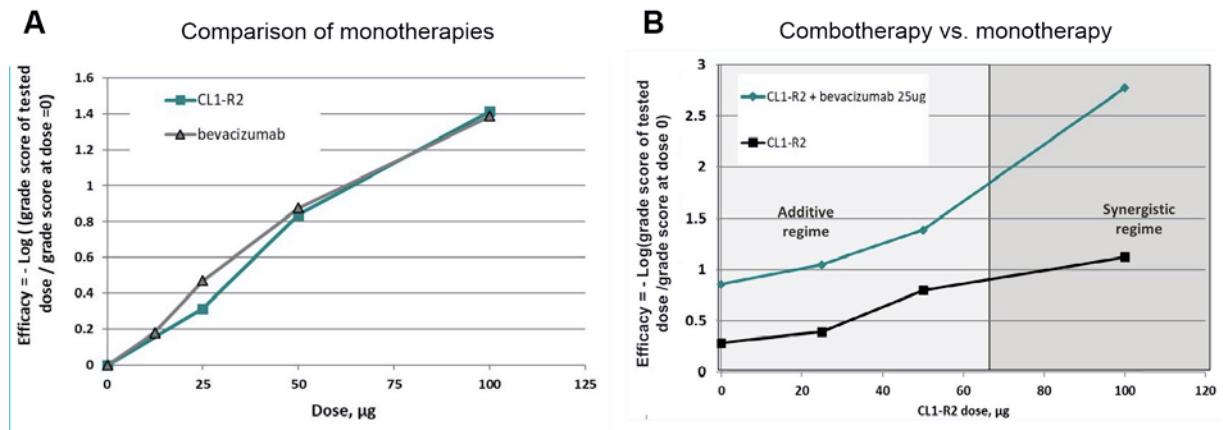 A
Comparison of monotherapies
Efficacy = - Log ( (grade score of tested
dose / grade score at dose =0)
1.6
1.4
1.2
1
0.8
0.6
0.4
0.2
0
CL1-R2
bevacizumab
0
25
50
75
100
125
Dose, µg
B
Combotherapy vs. monotherapy
Efficacy = - Log(grade score of tested
dose /grade score at dose 0)
3
2.5
2
1.5
1
0.5
0
CL1-R2 + bevacizumab 25ug
CL1-R2
Additive
regime
Synergistic
regime
0
20
40
60
80
100
120
CL1-R2 dose, µg